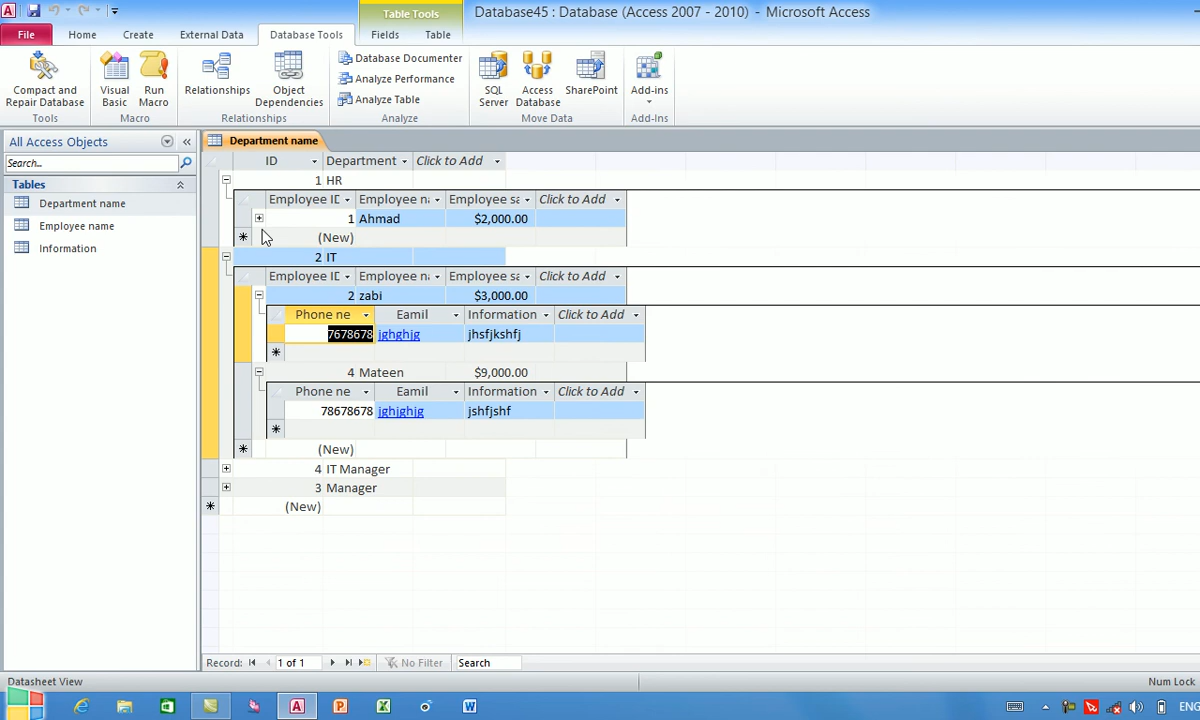 Table Tools
Database45 : Database (Access 2007 - 2010) - Microsoft Access
File Home Create External Data Database Tools Fields Table
Compact and Repair Database
Visual Basic
Run Macro
Relationships
Object Dependencies
Database Documenter
Analyze Performance
Analyze Table
SQL Server
Access Database
SharePoint
Add-ins
Tools Macro Relationships Analyze Move Data Add-Ins
All Access Objects
Search...
Tables
Department name
Employee name
Information
Department name
ID Department Click to Add
1 HR
Employee ID Employee na Employee sa Click to Add
1 Ahmad $2,000.00
(New)
2 IT
Employee ID Employee na Employee sa Click to Add
2 zabi $3,000.00
Phone ne Eamil Information Click to Add
7678678 jghghjg jhsfjkshfj
4 Mateen $9,000.00
Phone ne Eamil Information Click to Add
78678678 jghjghjg jshfjshf
(New)
4 IT Manager
3 Manager
(New)
Record: 1 of 1 No Filter Search
Datasheet View
Num Lock
ENG